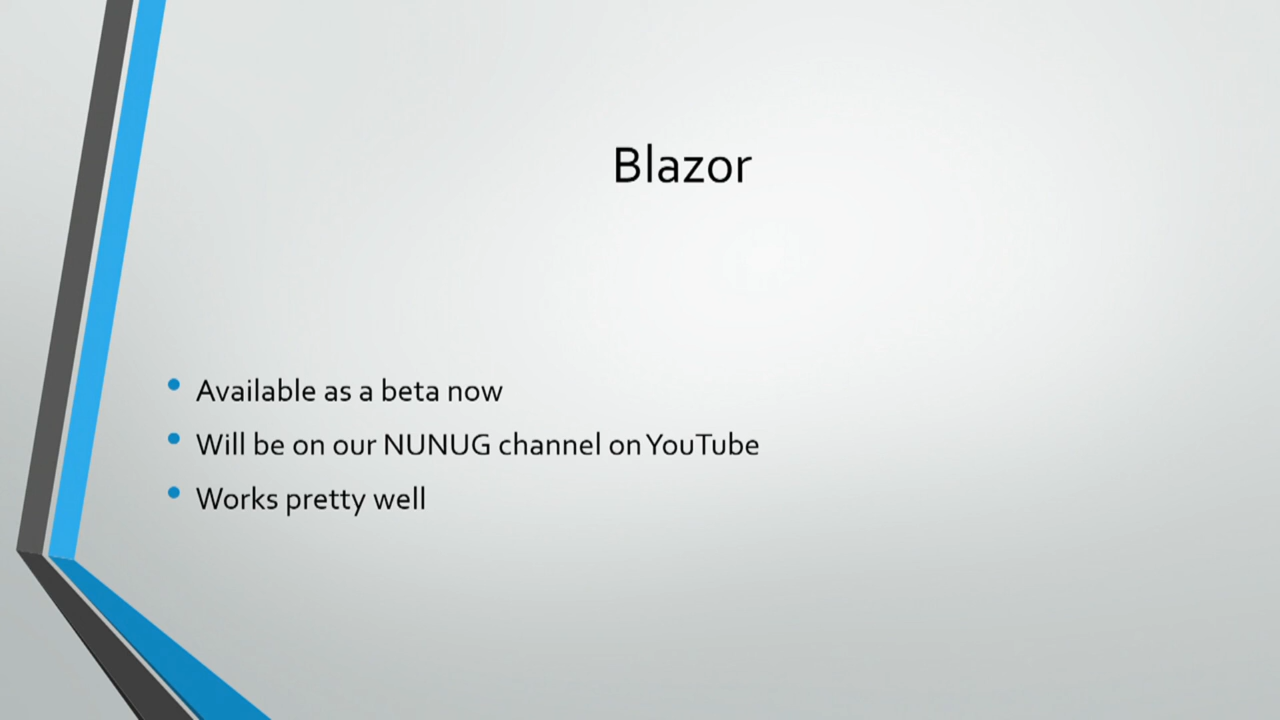 Blazor
Available as a beta now
Will be on our NUNUG channel on YouTube
Works pretty well